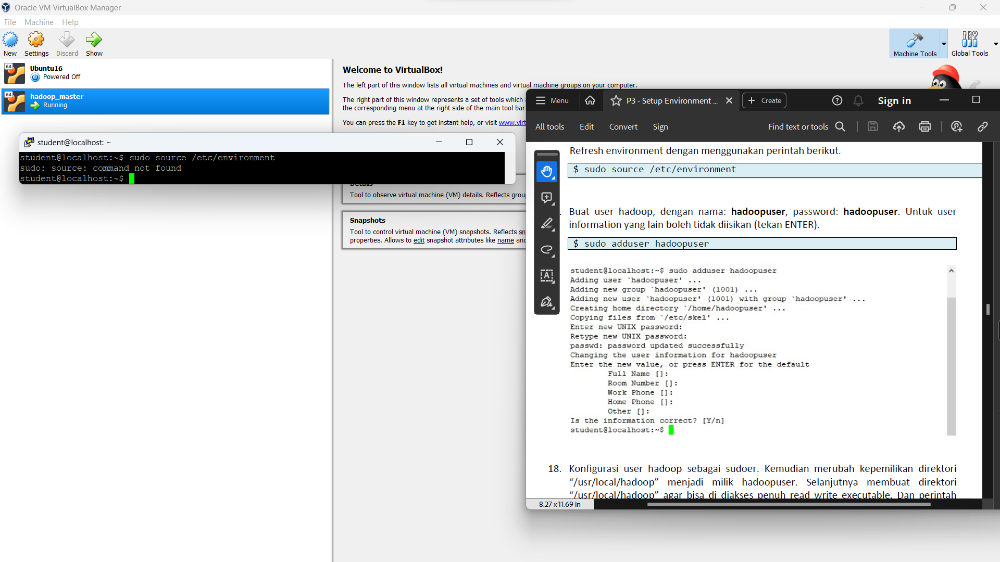 Oracle VM VirtualBox Manager
File Machine Help
New Settings Discard Show
Machine Tools Global Tools
64 Ubuntu16
Powered Off
64 hadoop_master
Running
Welcome to VirtualBox!
The left part of this window lists all virtual machines and virtual machine groups on your computer.
The right part of this window represents a set of tools which
the corresponding menu at the right side of the main tool bar
You can press the F1 key to get instant help, or visit www.virt
Details
Tool to observe virtual machine (VM) details. Reflects grou
Snapshots
Tool to control virtual machine (VM) snapshots. Reflects sn
properties. Allows to edit snapshot attributes like name and
student@localhost: ~
student@localhost:~$ sudo source /etc/environment
sudo: source: command not found
student@localhost:~$
Menu P3 - Setup Environment ... + Create Sign in
All tools Edit Convert Sign Find text or tools
Refresh environment dengan menggunakan perintah berikut.
$ sudo source /etc/environment
. Buat user hadoop, dengan nama: hadoopuser, password: hadoopuser. Untuk user
information yang lain boleh tidak diisikan (tekan ENTER).
$ sudo adduser hadoopuser
student@localhost:~$ sudo adduser hadoopuser
Adding user `hadoopuser' ...
Adding new group `hadoopuser' (1001) ...
Adding new user `hadoopuser' (1001) with group `hadoopuser' ...
Creating home directory `/home/hadoopuser' ...
Copying files from `/etc/skel' ...
Enter new UNIX password:
Retype new UNIX password:
passwd: password updated successfully
Changing the user information for hadoopuser
Enter the new value, or press ENTER for the default
Full Name []:
Room Number []:
Work Phone []:
Home Phone []:
Other []:
Is the information correct? [Y/n]
student@localhost:~$
18. Konfigurasi user hadoop sebagai sudoer. Kemudian merubah kepemilikan direktori
“/usr/local/hadoop” menjadi milik hadoopuser. Selanjutnya membuat direktori
“/usr/local/hadoop” agar bisa di diakses penuh read write executable. Dan perintah
8.27 x 11.69 in